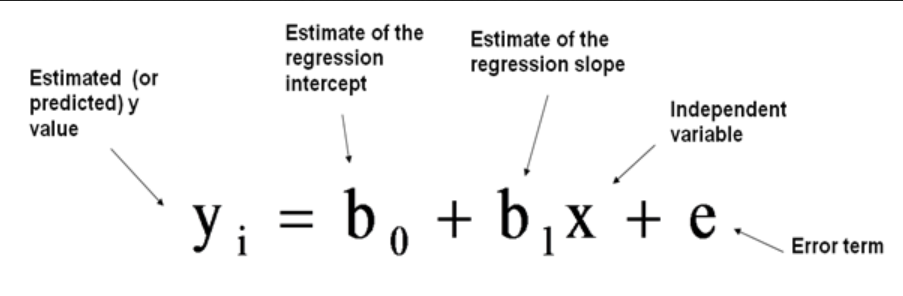 Estimated (or
predicted) y
value
Estimate of the
regression
intercept
Estimate of the
regression slope
Independent
variable
y i = b 0 + b 1 x + e
Error term